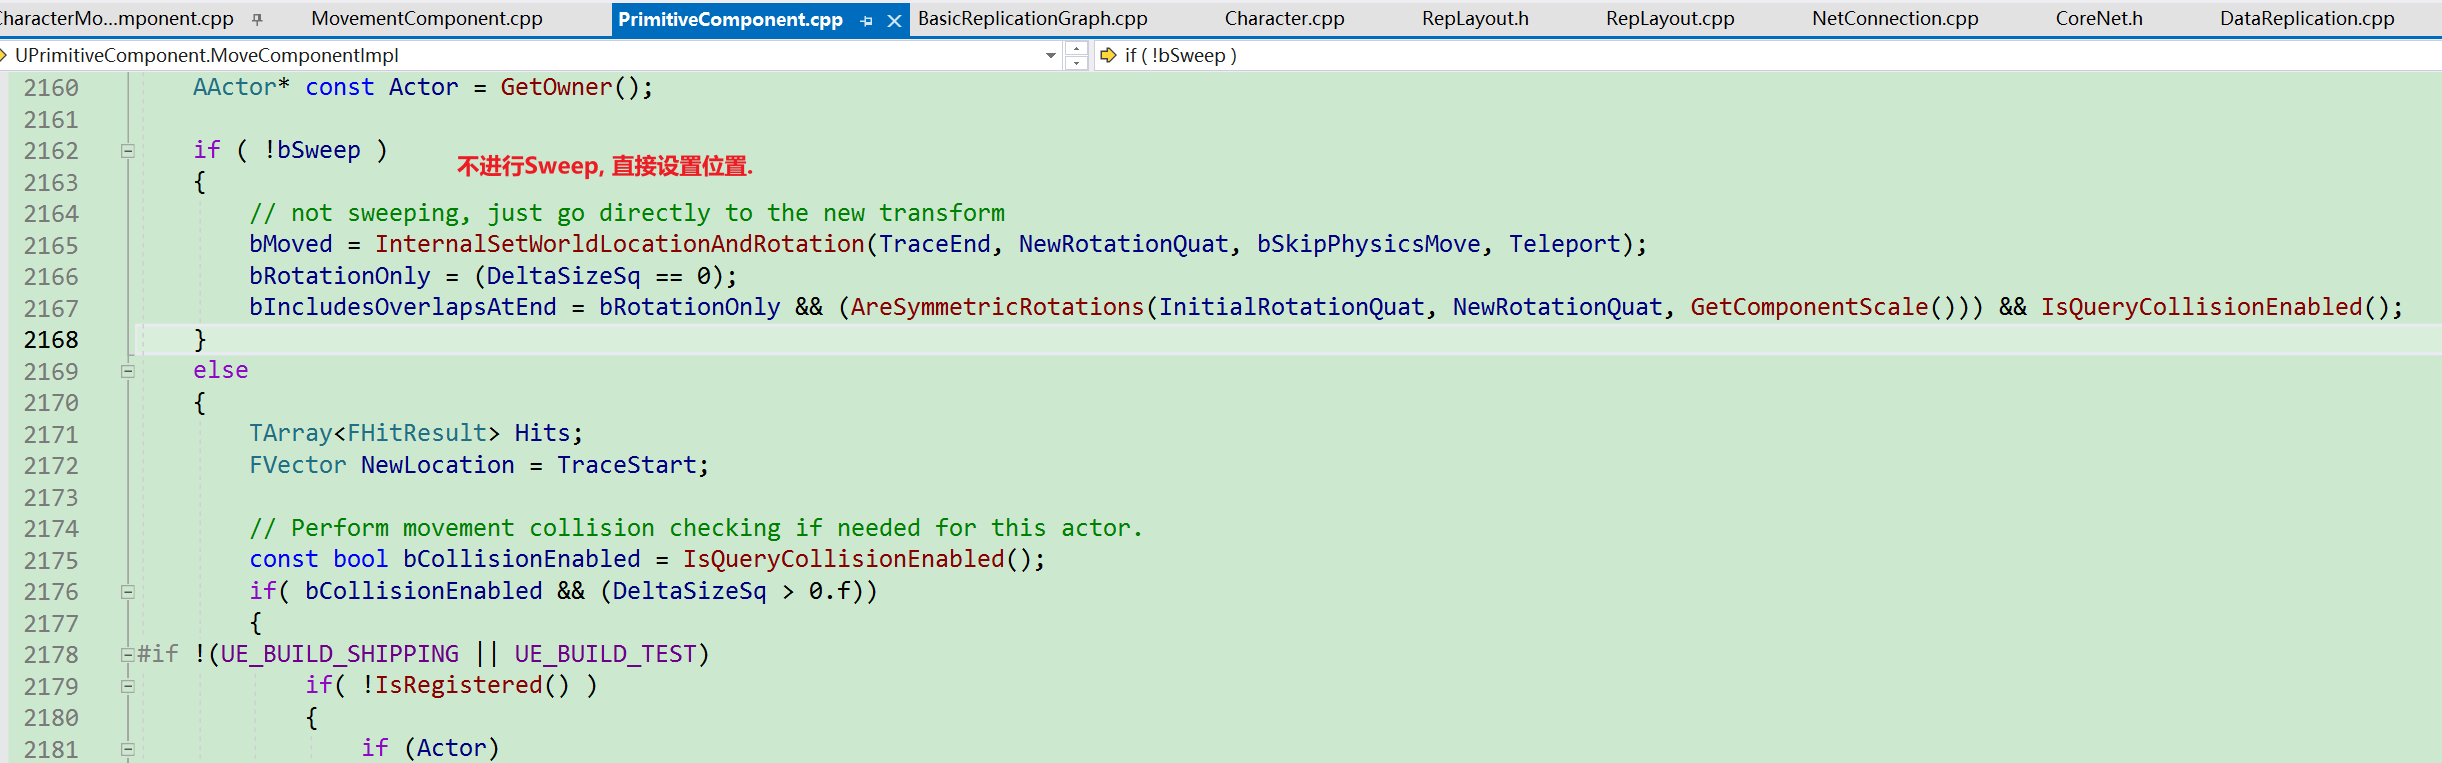 CharacterMo...mponent.cpp MovementComponent.cpp PrimitiveComponent.cpp BasicReplicationGraph.cpp Character.cpp RepLayout.h RepLayout.cpp NetConnection.cpp CoreNet.h DataReplication.cpp
UPrimitiveComponent.MoveComponentImpl if ( !bSweep )
2160 AActor* const Actor = GetOwner();
2161
2162 if ( !bSweep )
不进行Sweep, 直接设置位置.
2163 {
2164 // not sweeping, just go directly to the new transform
2165 bMoved = InternalSetWorldLocationAndRotation(TraceEnd, NewRotationQuat, bSkipPhysicsMove, Teleport);
2166 bRotationOnly = (DeltaSizeSq == 0);
2167 bIncludesOverlapsAtEnd = bRotationOnly && (AreSymmetricRotations(InitialRotationQuat, NewRotationQuat, GetComponentScale())) && IsQueryCollisionEnabled();
2168 }
2169 else
2170 {
2171 TArray<FHitResult> Hits;
2172 FVector NewLocation = TraceStart;
2173
2174 // Perform movement collision checking if needed for this actor.
2175 const bool bCollisionEnabled = IsQueryCollisionEnabled();
2176 if( bCollisionEnabled && (DeltaSizeSq > 0.f))
2177 {
2178 #if !(UE_BUILD_SHIPPING || UE_BUILD_TEST)
2179 if( !IsRegistered() )
2180 {
2181 if (Actor)